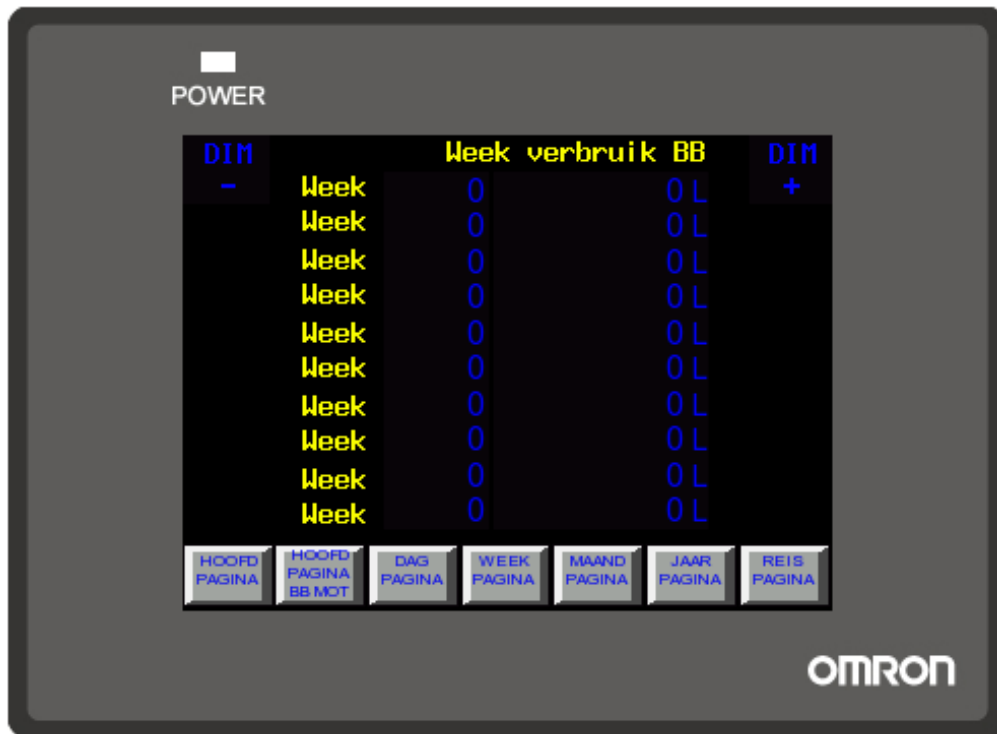 POWER
DIM - Week verbruik BB DIM +
Week 0 0 L
Week 0 0 L
Week 0 0 L
Week 0 0 L
Week 0 0 L
Week 0 0 L
Week 0 0 L
Week 0 0 L
Week 0 0 L
Week 0 0 L
HOOFD PAGINA
HOOFD PAGINA BB MOT
DAG PAGINA
WEEK PAGINA
MAAND PAGINA
JAAR PAGINA
REIS PAGINA
OMRON